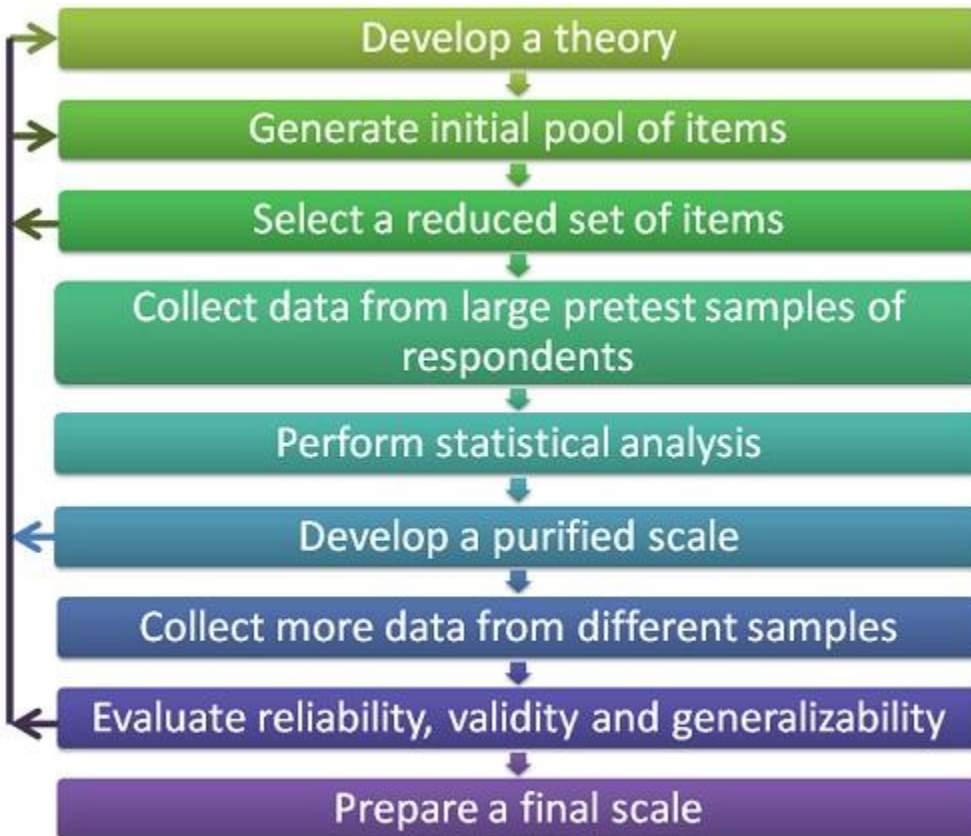 Develop a theory
Generate initial pool of items
Select a reduced set of items
Collect data from large pretest samples of
respondents
Perform statistical analysis
Develop a purified scale
Collect more data from different samples
Evaluate reliability, validity and generalizability
Prepare a final scale